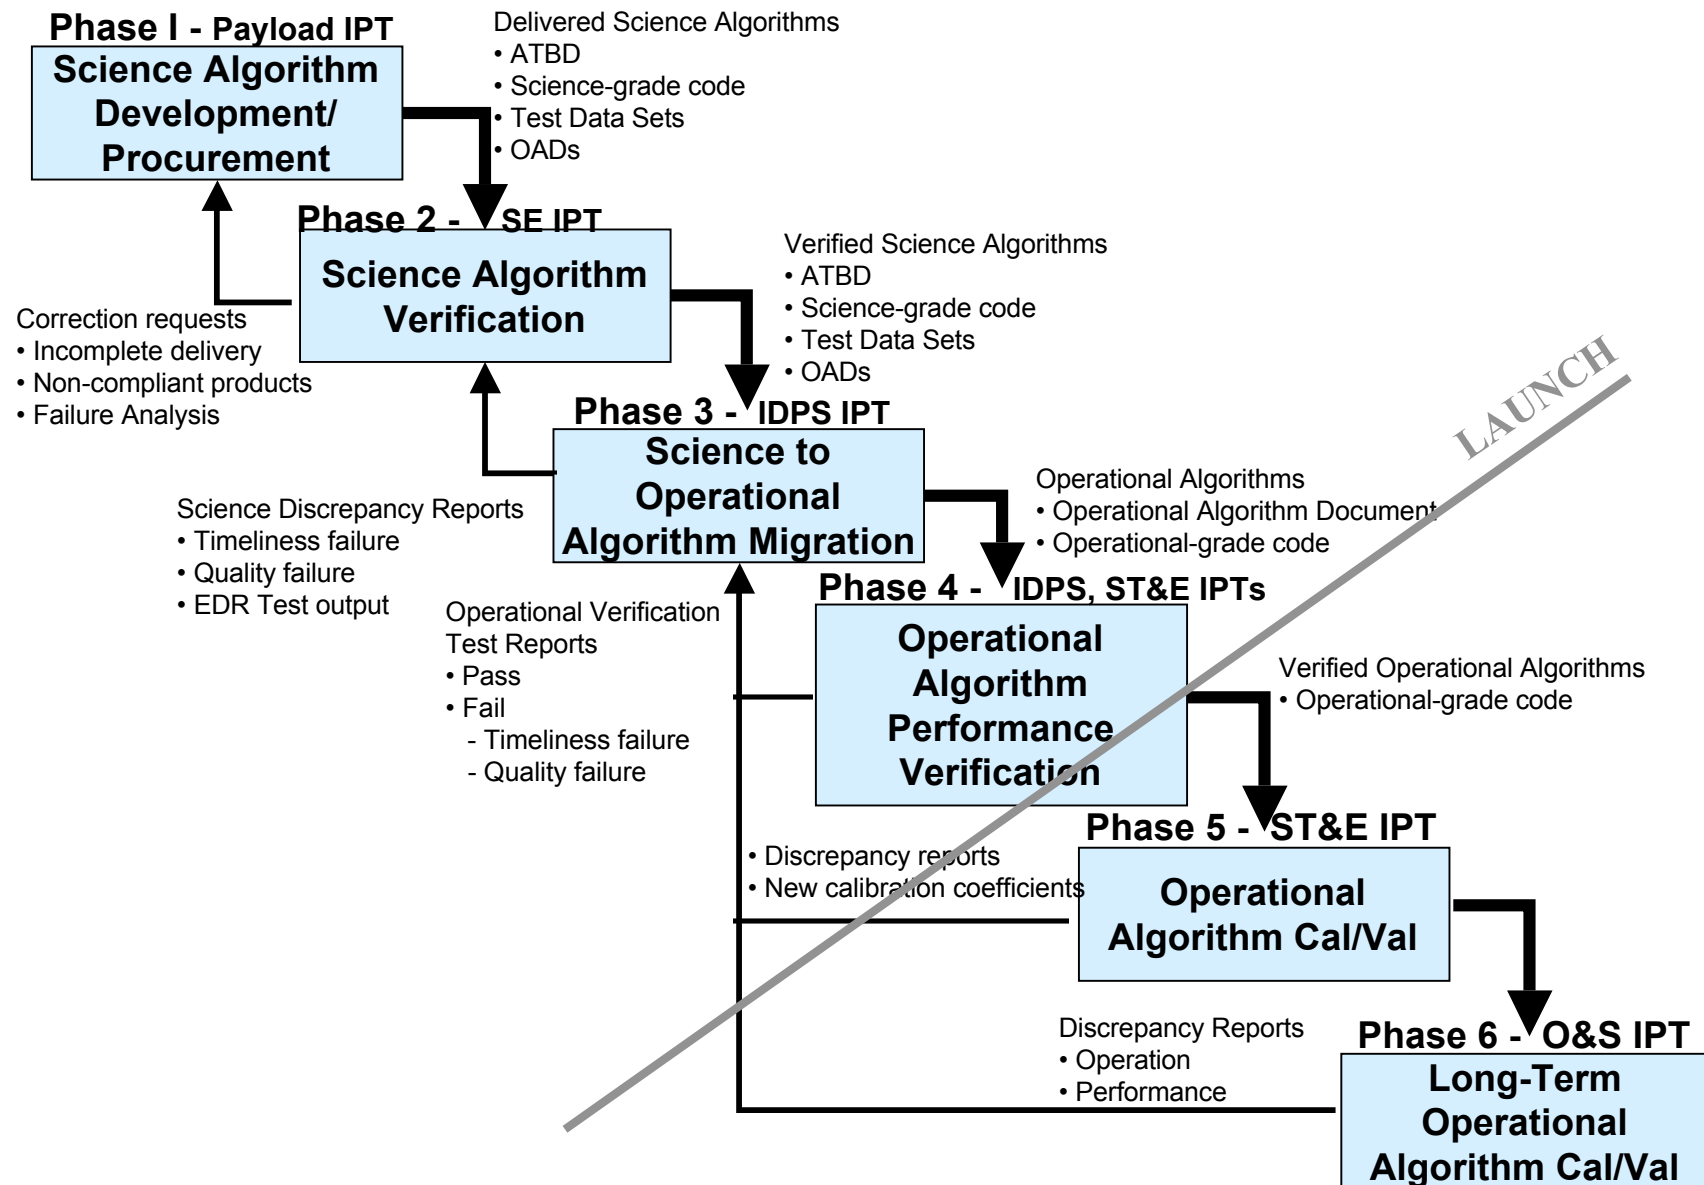 Phase I - Payload IPT
Science Algorithm
Development/
Procurement
Delivered Science Algorithms
• ATBD
• Science-grade code
• Test Data Sets
• OADs
Phase 2 - SE IPT
Science Algorithm
Verification
Correction requests
• Incomplete delivery
• Non-compliant products
• Failure Analysis
Verified Science Algorithms
• ATBD
• Science-grade code
• Test Data Sets
• OADs
LAUNCH
Phase 3 - IDPS IPT
Science to
Operational
Algorithm Migration
Science Discrepancy Reports
• Timeliness failure
• Quality failure
• EDR Test output
Operational Algorithms
• Operational Algorithm Document
• Operational-grade code
Phase 4 - IDPS, ST&E IPTs
Operational
Algorithm
Performance
Verification
Operational Verification
Test Reports
• Pass
• Fail
- Timeliness failure
- Quality failure
Verified Operational Algorithms
• Operational-grade code
Phase 5 - ST&E IPT
Operational
Algorithm Cal/Val
• Discrepancy reports
• New calibration coefficients
Phase 6 - O&S IPT
Long-Term
Operational
Algorithm Cal/Val
Discrepancy Reports
• Operation
• Performance